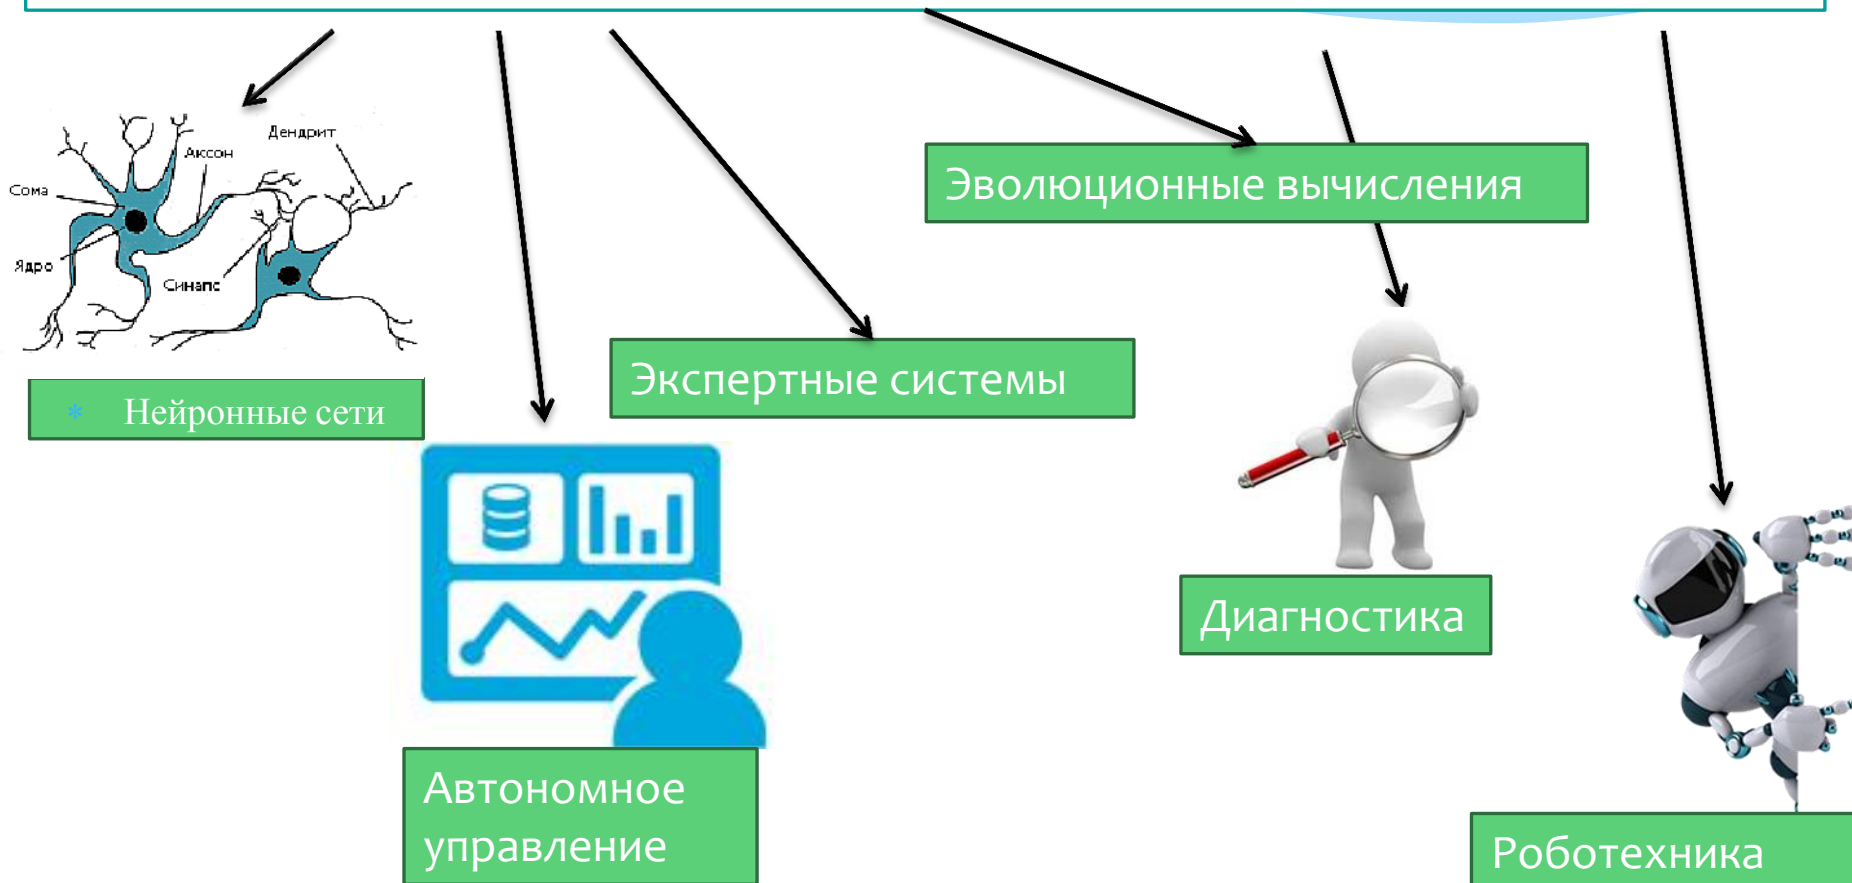 Дендрит
Аксон
Сома
Ядро
Синапс
* Нейронные сети
Эволюционные вычисления
Экспертные системы
Диагностика
Автономное
управление
Роботехника